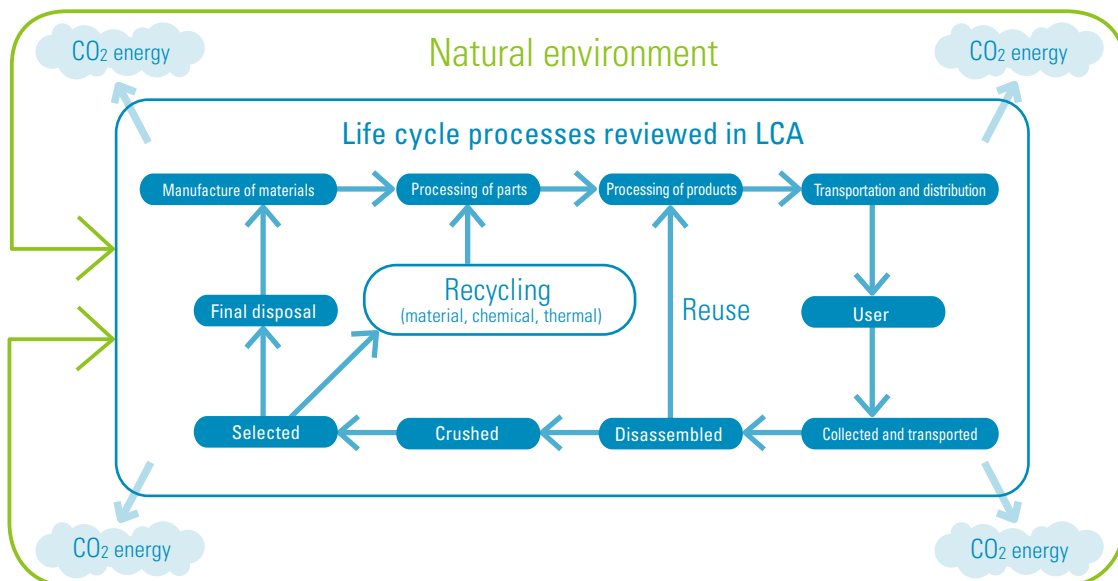 CO₂ energy
Natural environment
CO₂ energy
Life cycle processes reviewed in LCA
Manufacture of materials
Processing of parts
Processing of products
Transportation and distribution
Final disposal
Recycling
(material, chemical, thermal)
Reuse
User
Selected
Crushed
Disassembled
Collected and transported
CO₂ energy
CO₂ energy